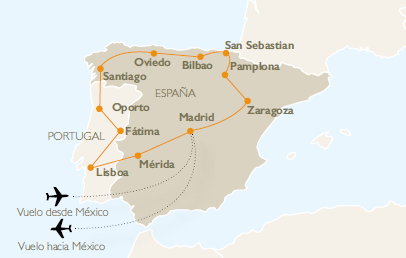 San Sebastian
Oviedo
Bilbao
Pamplona
Santiago
ESPAÑA
Oporto
Zaragoza
Madrid
PORTUGAL
Fátima
Mérida
Lisboa
Vuelo desde México
Vuelo hacia México